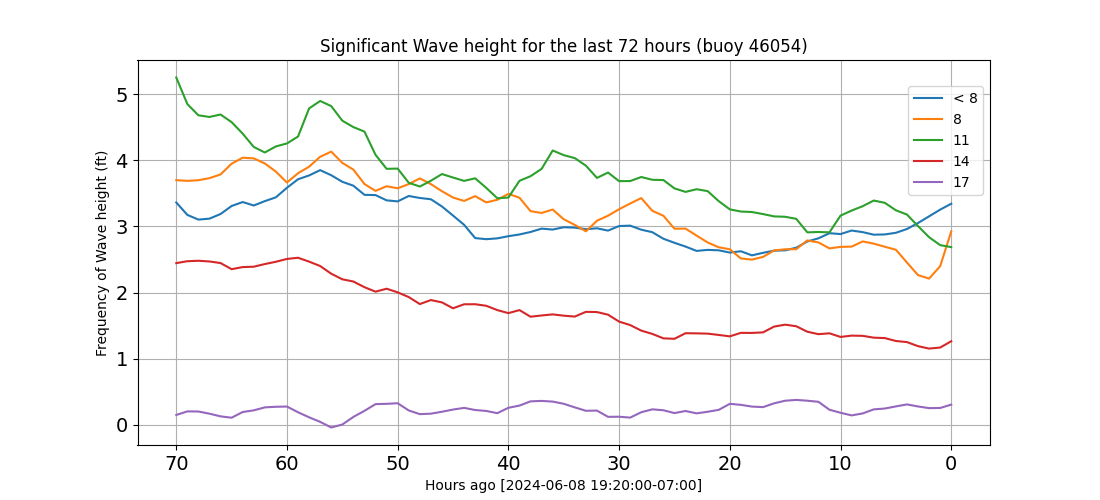 Significant Wave height for the last 72 hours (buoy 46054)
Frequency of Wave height (ft)
5
4
3
2
1
0
< 8
8
11
14
17
70 60 50 40 30 20 10 0
Hours ago [2024-06-08 19:20:00-07:00]